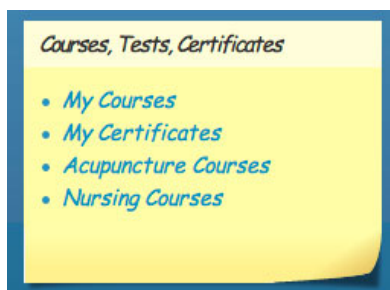 Courses, Tests, Certificates
My Courses
My Certificates
Acupuncture Courses
Nursing Courses